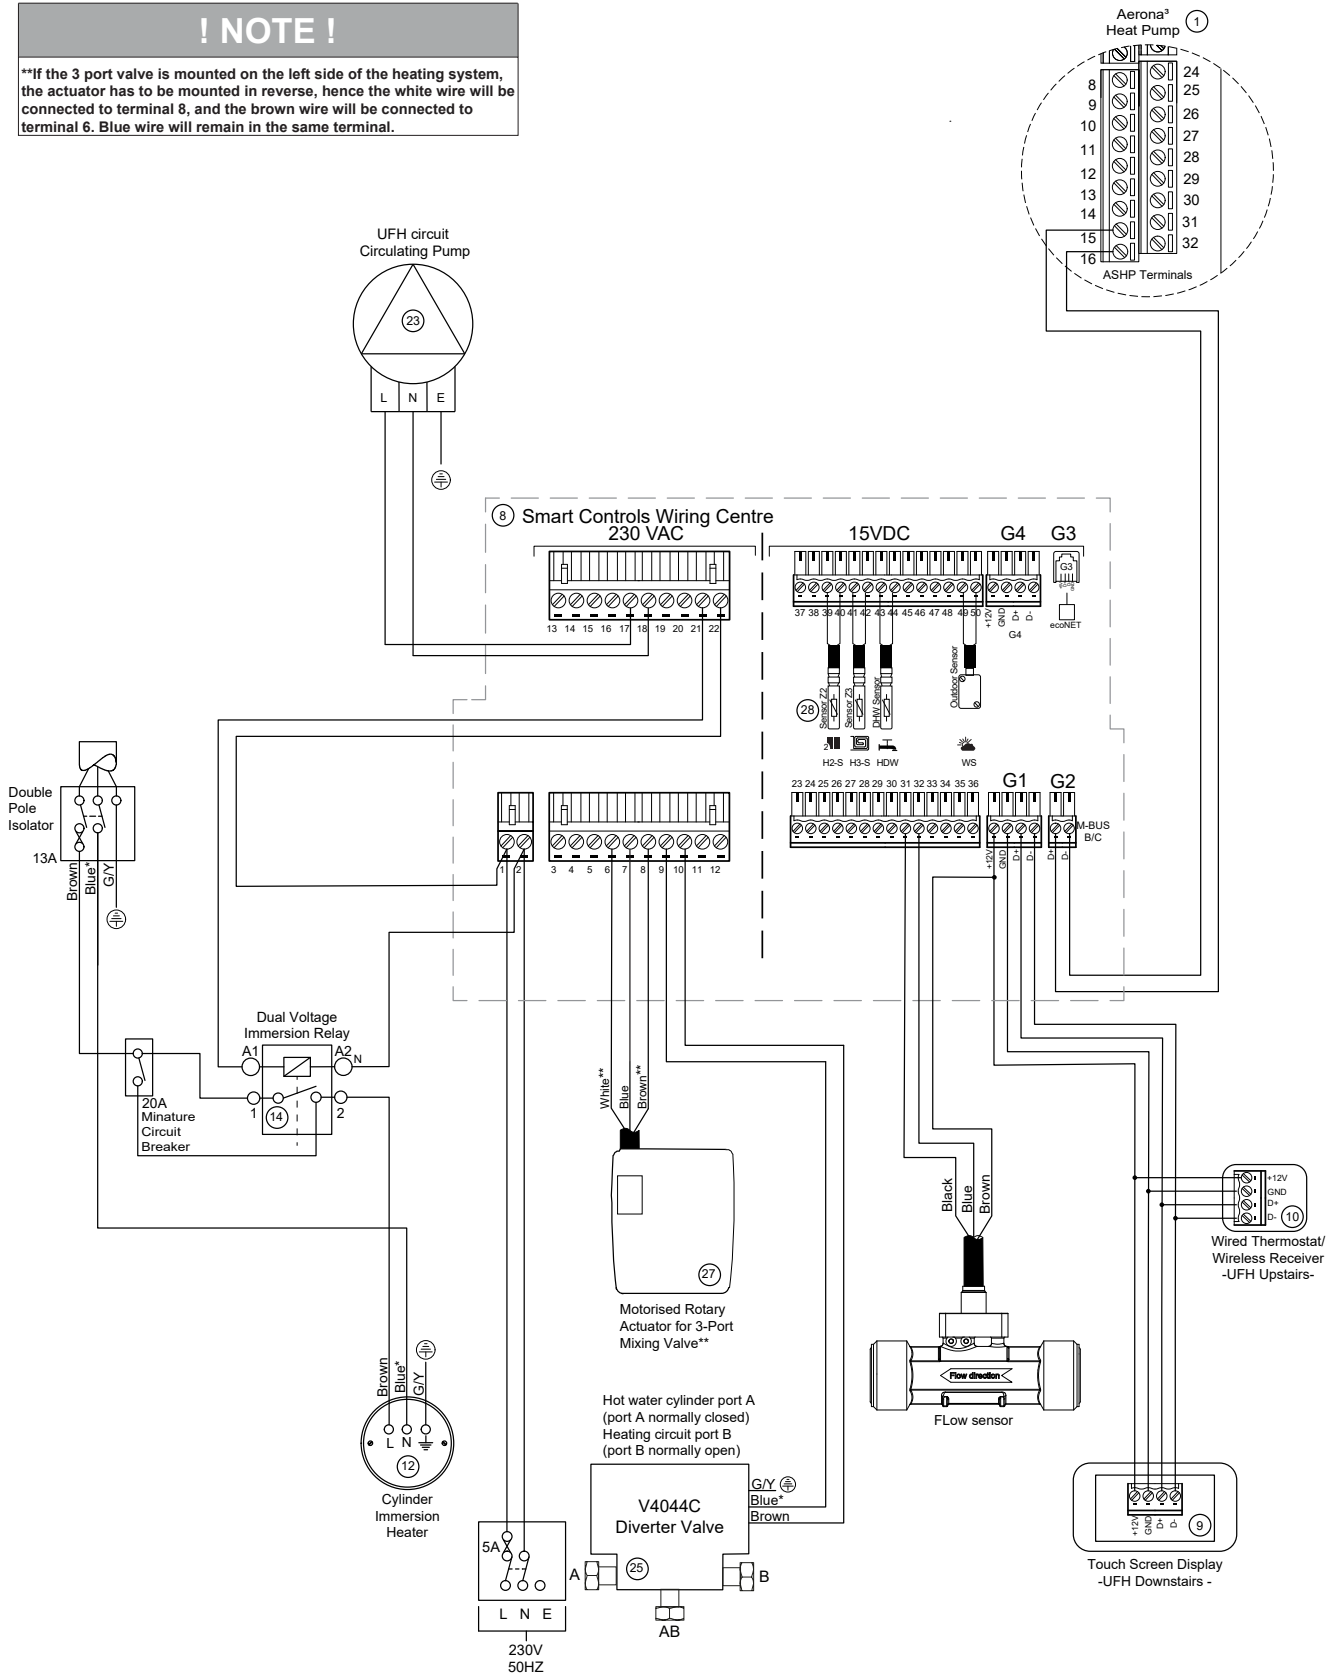 ! NOTE !
**If the 3 port valve is mounted on the left side of the heating system,
the actuator has to be mounted in reverse, hence the white wire will be
connected to terminal 8, and the brown wire will be connected to
terminal 6. Blue wire will remain in the same terminal.
Aerona³
Heat Pump
1
8
9
10
11
12
13
14
15
16
24
25
26
27
28
29
30
31
32
ASHP Terminals
UFH circuit
Circulating Pump
23
L N E
8 Smart Controls Wiring Centre
230 VAC
15VDC
G4
G3
13 14 15 16 17 18 19 20 21 22
37 38 39 40 41 42 43 44 45 46 47 48 49 50
+12V
GND
D+
D-
G4
G3
ecoNET
28
Sensor Z2
Sensor Z3
DHW Sensor
Outdoor Sensor
2
H2-S H3-S HDW
WS
23 24 25 26 27 28 29 30 31 32 33 34 35 36
G1
G2
M-BUS
B/C
+12V
GND
D+
D-
D+
D-
1 2
3 4 5 6 7 8 9 10 11 12
Double
Pole
Isolator
13A
Brown
Blue*
G/Y
Dual Voltage
Immersion Relay
A1
A2
N
1
14
2
20A
Minature
Circuit
Breaker
White**
Blue
Brown**
27
Motorised Rotary
Actuator for 3-Port
Mixing Valve**
Black
Blue
Brown
Flow direction
FLow sensor
+12V
GND
D+
D-
10
Wired Thermostat/
Wireless Receiver
-UFH Upstairs-
Brown
Blue*
G/Y
L N
12
Cylinder
Immersion
Heater
Hot water cylinder port A
(port A normally closed)
Heating circuit port B
(port B normally open)
V4044C
Diverter Valve
G/Y
Blue*
Brown
25
A
B
AB
5A
L N E
230V
50HZ
+12V
GND
D+
D-
9
Touch Screen Display
-UFH Downstairs -